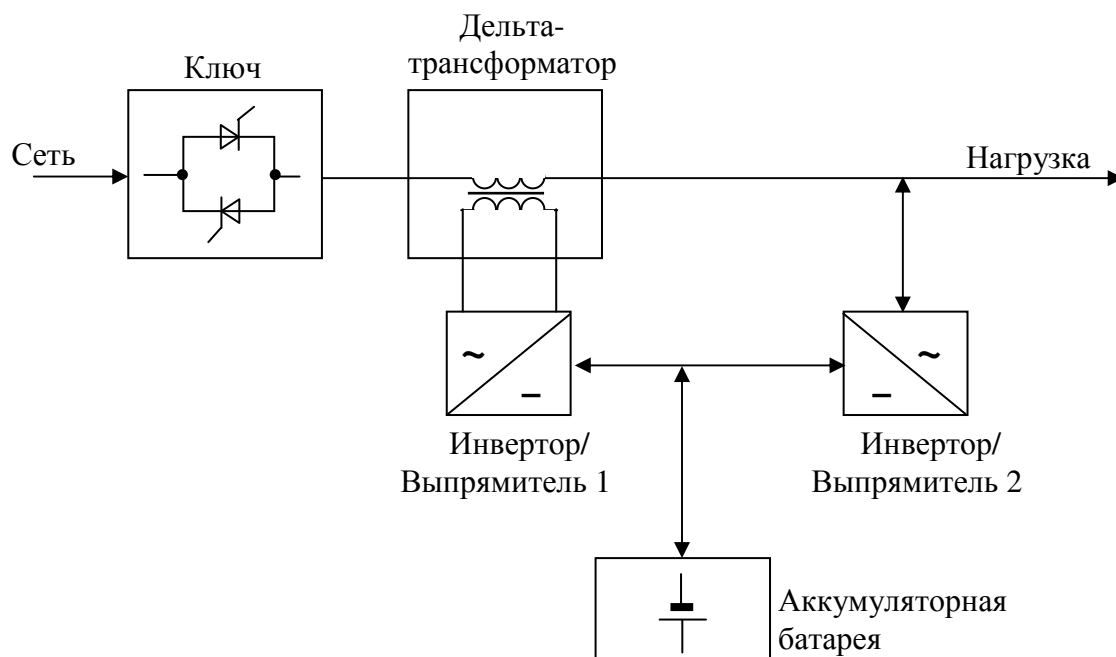 Дельта-
трансформатор
Ключ
Сеть
Нагрузка
~
–
~
–
Инвертор/
Выпрямитель 1
Инвертор/
Выпрямитель 2
Аккумуляторная
батарея